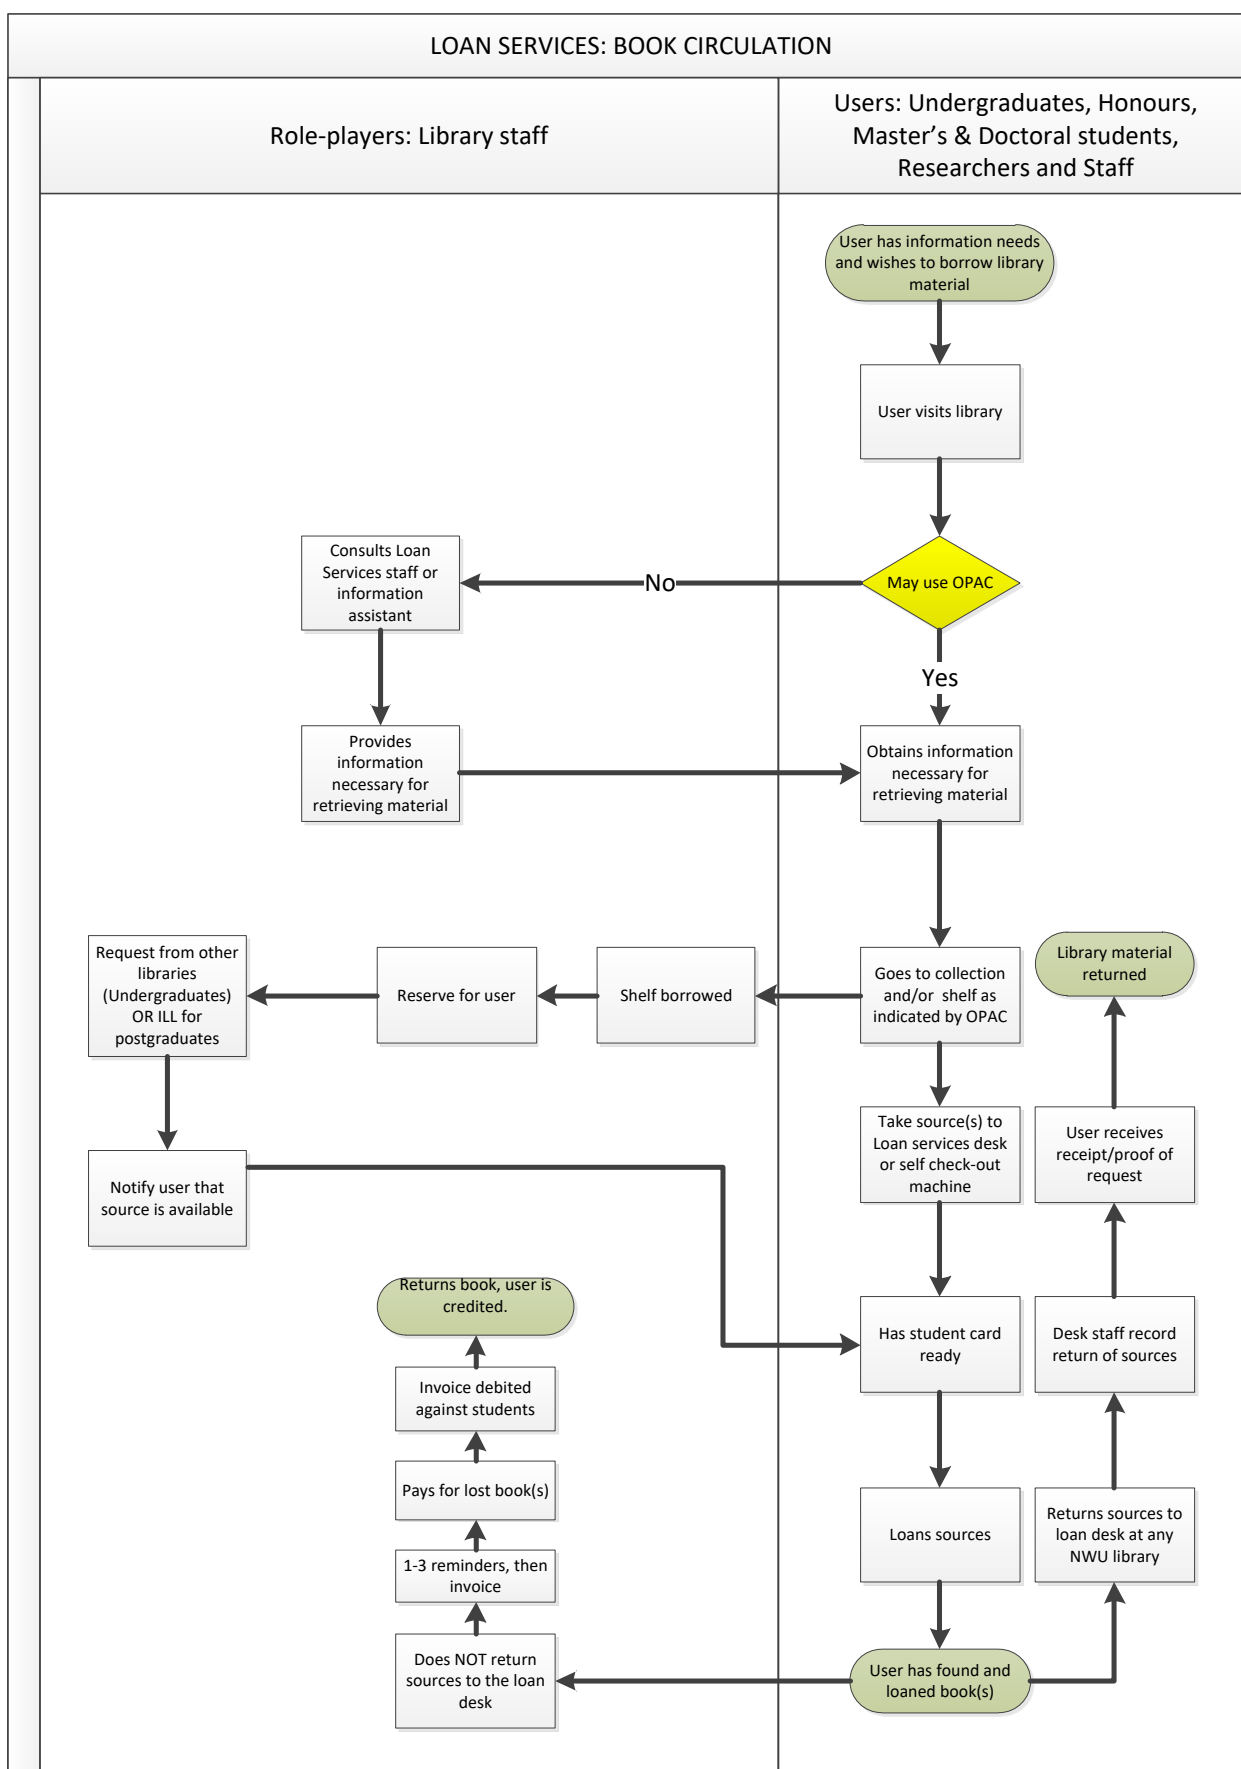 LOAN SERVICES: BOOK CIRCULATION
Role-players: Library staff
Users: Undergraduates, Honours,
Master's & Doctoral students,
Researchers and Staff
User has information needs
and wishes to borrow library
material
User visits library
May use OPAC
No
Yes
Consults Loan
Services staff or
information
assistant
Provides
information
necessary for
retrieving material
Obtains information
necessary for
retrieving material
Goes to collection
and/or shelf as
indicated by OPAC
Shelf borrowed
Reserve for user
Request from other
libraries
(Undergraduates)
OR ILL for
postgraduates
Notify user that
source is available
Take source(s) to
Loan services desk
or self check-out
machine
Has student card
ready
Loans sources
User has found and
loaned book(s)
Does NOT return
sources to the loan
desk
1-3 reminders, then
invoice
Pays for lost book(s)
Invoice debited
against students
Returns book, user is
credited.
Returns sources to
loan desk at any
NWU library
Desk staff record
return of sources
User receives
receipt/proof of
request
Library material
returned